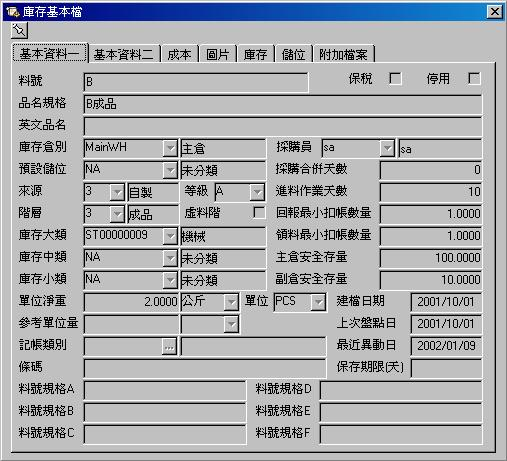 庫存基本檔
基本資料一 基本資料二 成本 圖片 庫存 儲位 附加檔案
料號 B 保稅 停用
品名規格 B成品
英文品名
庫存倉別 MainWH 主倉 採購員 sa sa
預設儲位 NA 未分類 採購合併天數 0
來源 3 自製 等級 A 進料作業天數 10
階層 3 成品 虛料階 回報最小扣帳數量 1.0000
庫存大類 ST00000009 機械 領料最小扣帳數量 1.0000
庫存中類 NA 未分類 主倉安全存量 100.0000
庫存小類 NA 未分類 副倉安全存量 10.0000
單位淨重 2.0000 公斤 單位 PCS 建檔日期 2001/10/01
參考單位量 上次盤點日 2001/10/01
記帳類別 ... 最近異動日 2002/01/09
條碼 保存期限(天)
料號規格A 料號規格D
料號規格B 料號規格E
料號規格C 料號規格F